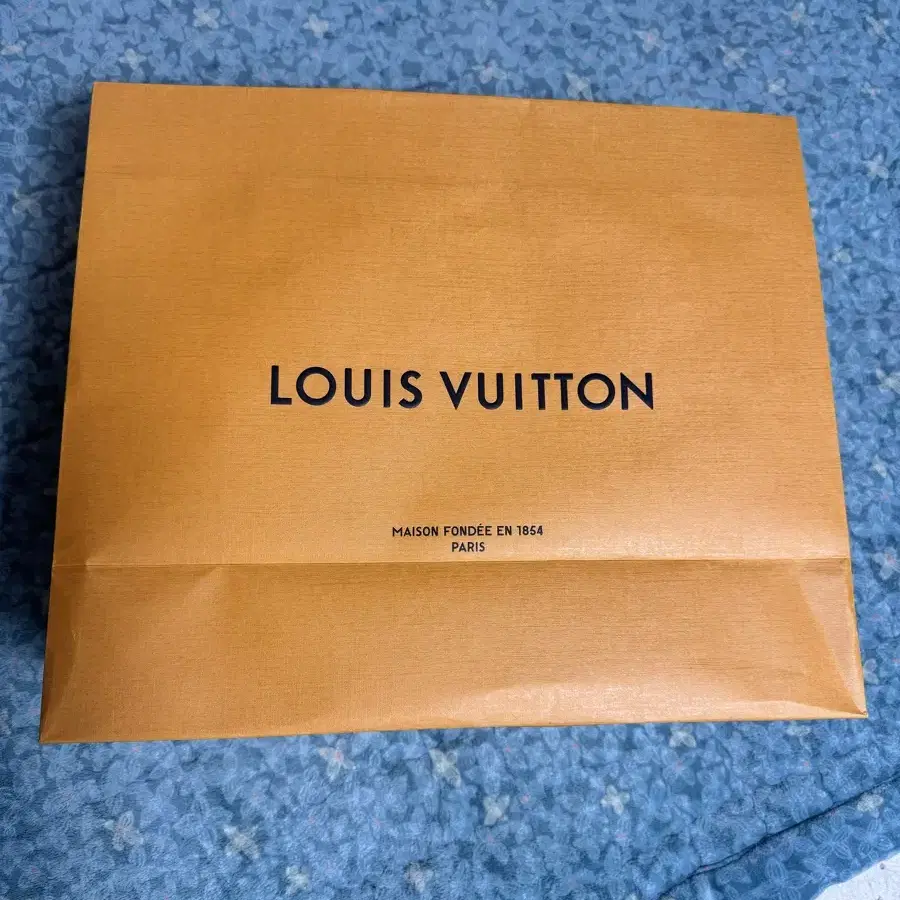 LOUIS VUITTON
MAISON FONDÉE EN 1854
PARIS